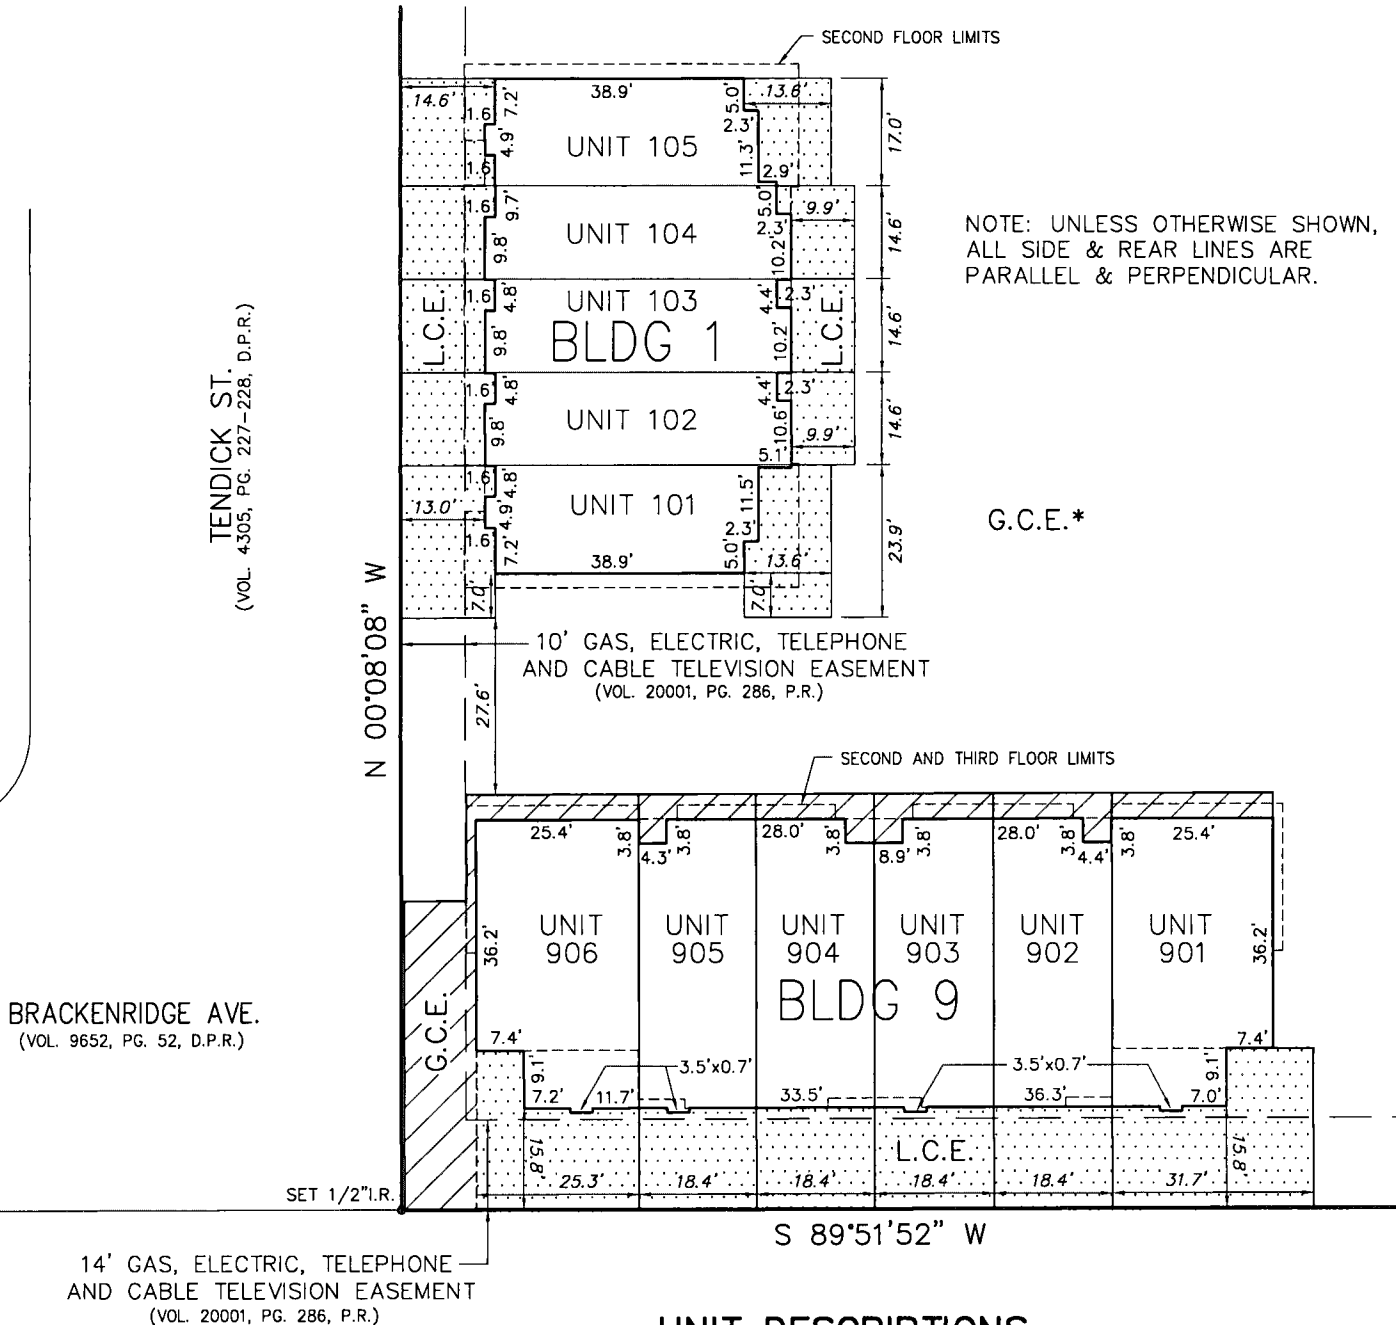 SECOND FLOOR LIMITS
14.6'
7.2'
38.9'
5.0'
13.6'
1.6
4.9'
UNIT 105
2.3'
11.3'
17.0'
1.6
2.9'
1.6'
9.7'
5.0'
9.9'
9.8'
UNIT 104
2.3'
10.2'
14.6'
NOTE: UNLESS OTHERWISE SHOWN,
ALL SIDE & REAR LINES ARE
PARALLEL & PERPENDICULAR.
L.C.E.
1.6'
4.8'
UNIT 103
4.4'
2.3'
L.C.E.
9.8'
BLDG 1
10.2'
14.6'
TENDICK ST.
(VOL. 4305, PG. 227-228, D.P.R.)
1.6'
4.8'
4.4'
2.3'
9.8'
UNIT 102
10.6'
9.9'
14.6'
5.1'
1.6'
4.8'
13.0'
UNIT 101
11.5'
4.9'
2.3'
G.C.E.*
1.6
7.2'
38.9'
5.0'
13.6'
23.9'
7.0'
7.0'
N 00°08'08" W
10' GAS, ELECTRIC, TELEPHONE
AND CABLE TELEVISION EASEMENT
(VOL. 20001, PG. 286, P.R.)
27.6'
SECOND AND THIRD FLOOR LIMITS
25.4'
3.8'
4.3'
3.8'
28.0'
3.8'
8.9'
3.8'
28.0'
3.8'
4.4'
3.8'
25.4'
36.2'
UNIT
906
UNIT
905
UNIT
904
UNIT
903
UNIT
902
UNIT
901
36.2'
BLDG 9
BRACKENRIDGE AVE.
(VOL. 9652, PG. 52, D.P.R.)
G.C.E.
7.4'
7.4'
9.1'
3.5'x0.7'
3.5'x0.7'
9.1'
7.2'
11.7'
33.5'
36.3'
7.0'
L.C.E.
15.8'
25.3'
18.4'
18.4'
18.4'
18.4'
31.7'
15.8'
SET 1/2"I.R.
S 89°51'52" W
14' GAS, ELECTRIC, TELEPHONE
AND CABLE TELEVISION EASEMENT
(VOL. 20001, PG. 286, P.R.)
UNIT DESCRIPTIONS